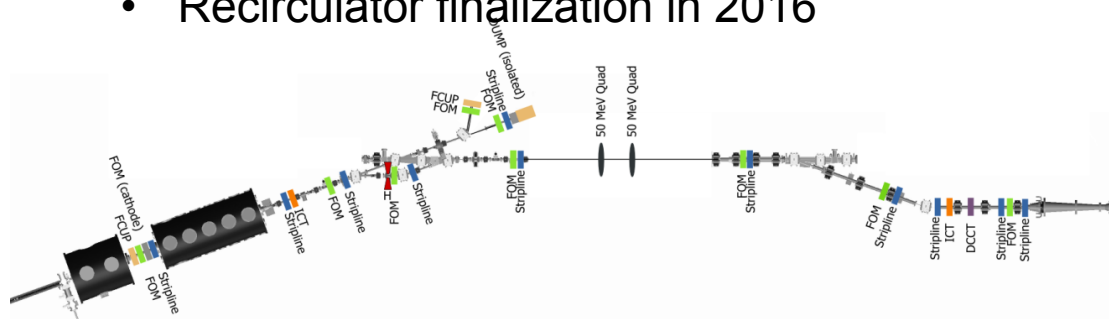 • Recirculator finalization in 2016
DUMP (isolated)
Stripline
FOM
FCUP
FOM
50 MeV Quad
50 MeV Quad
FOM (cathode)
FCUP
FOM
Stripline
Stripline
ICT
FOM
Stripline
FOM
Stripline
FOM
Stripline
FOM
Stripline
FOM
Stripline
Stripline
ICT
DCCT
Stripline
FOM
Stripline